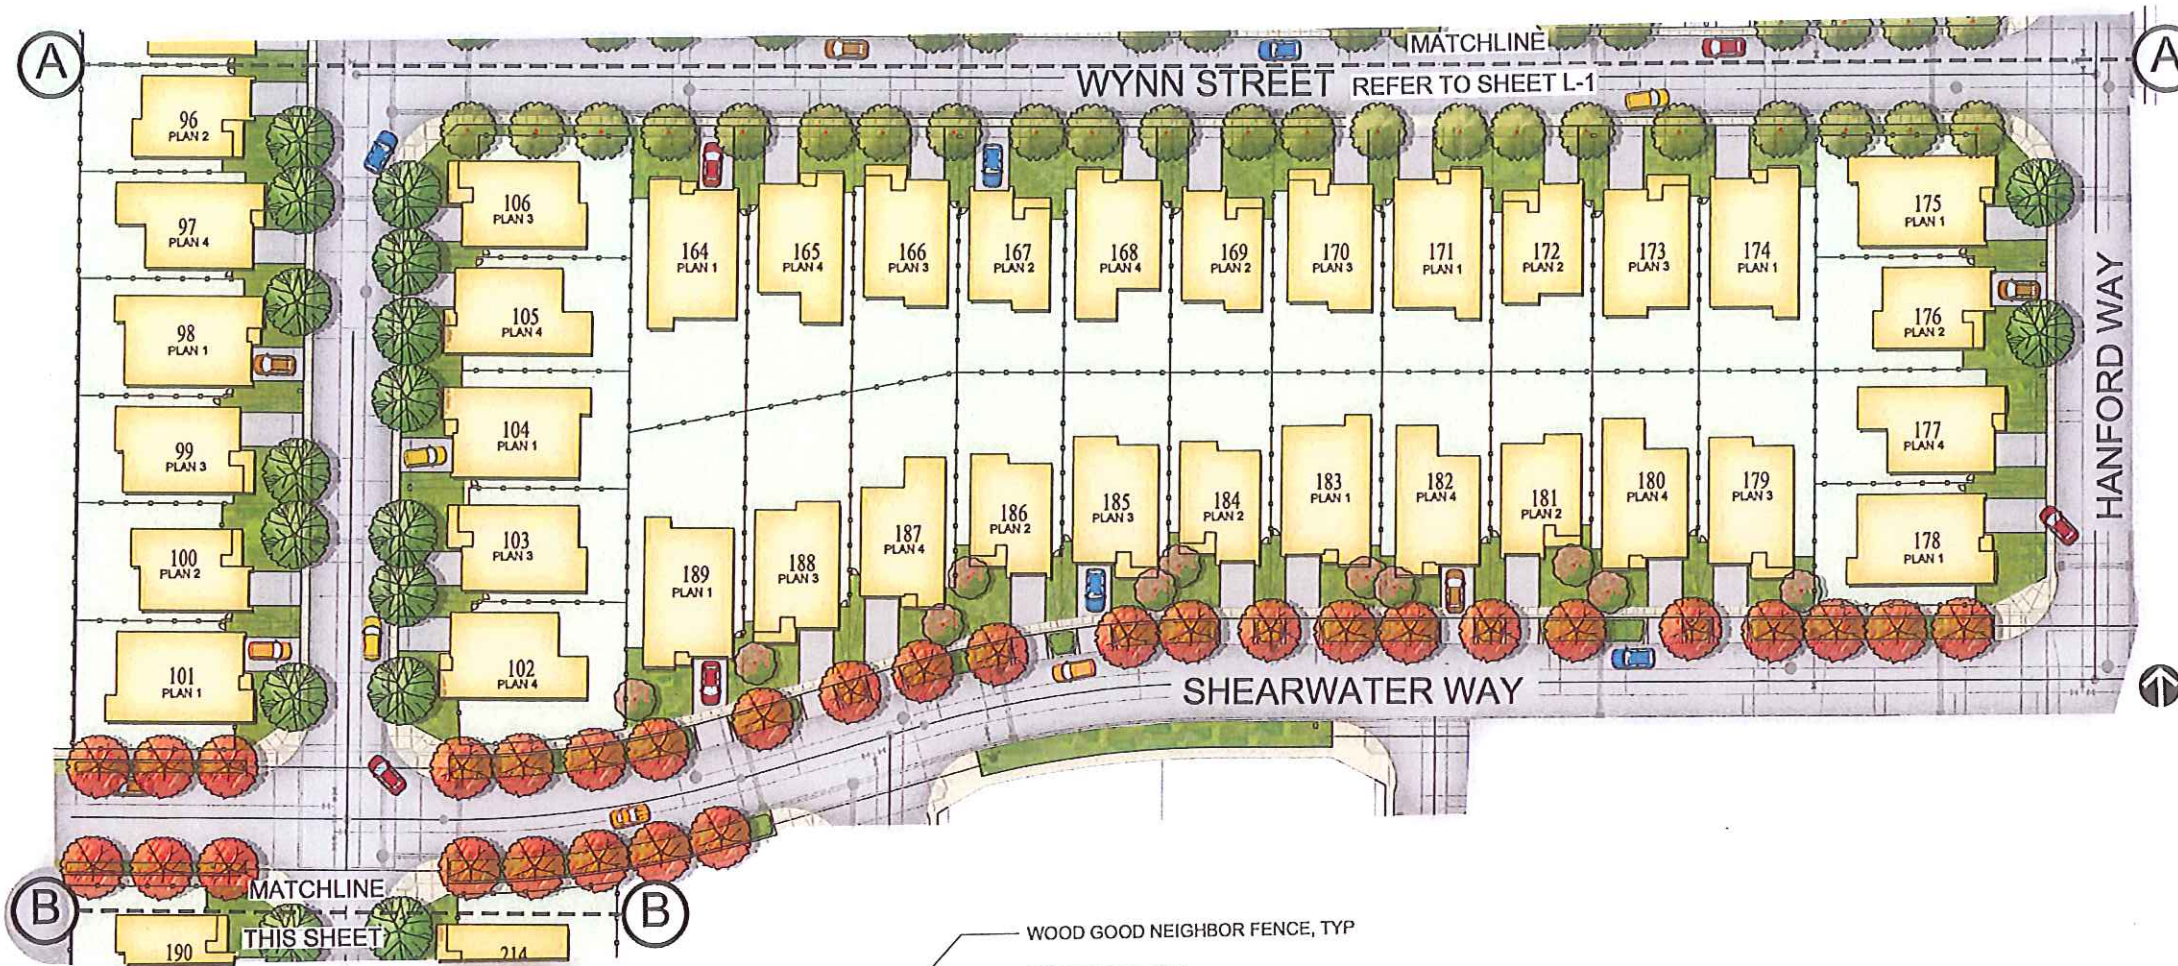 A
MATCHLINE
A
WYNN STREET REFER TO SHEET L-1
96
PLAN 2
97
PLAN 4
98
PLAN 1
99
PLAN 3
100
PLAN 2
101
PLAN 1
106
PLAN 3
105
PLAN 4
104
PLAN 1
103
PLAN 3
102
PLAN 4
164
PLAN 1
165
PLAN 4
166
PLAN 3
167
PLAN 2
168
PLAN 4
169
PLAN 2
170
PLAN 3
171
PLAN 1
172
PLAN 2
173
PLAN 3
174
PLAN 1
175
PLAN 1
176
PLAN 2
177
PLAN 4
178
PLAN 1
189
PLAN 1
188
PLAN 3
187
PLAN 4
186
PLAN 2
185
PLAN 3
184
PLAN 2
183
PLAN 1
182
PLAN 4
181
PLAN 2
180
PLAN 4
179
PLAN 3
HANFORD WAY
SHEARWATER WAY
MATCHLINE
B
B
THIS SHEET
190
214
WOOD GOOD NEIGHBOR FENCE, TYP